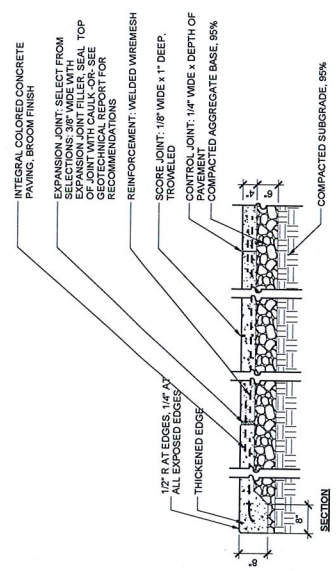 INTEGRAL COLORED CONCRETE
PAVING, BROOM FINISH
EXPANSION JOINT: SELECT FROM
SELECTIONS: 3/8" WIDE WITH
EXPANSION JOINT FILLER, SEAL TOP
OF JOINT WITH CAULK -OR- SEE
GEOTECHNICAL REPORT FOR
RECOMMENDATIONS
REINFORCEMENT: WELDED WIREMESH
SCORE JOINT: 1/8" WIDE x 1" DEEP,
TROWELED
CONTROL JOINT: 1/4" WIDE x DEPTH OF
PAVEMENT
COMPACTED AGGREGATE BASE, 95%
COMPACTED SUBGRADE, 95%
1/2" R AT EDGES, 1/4" AT
ALL EXPOSED EDGES
THICKENED EDGE
4"
6"
8"
8"
SECTION